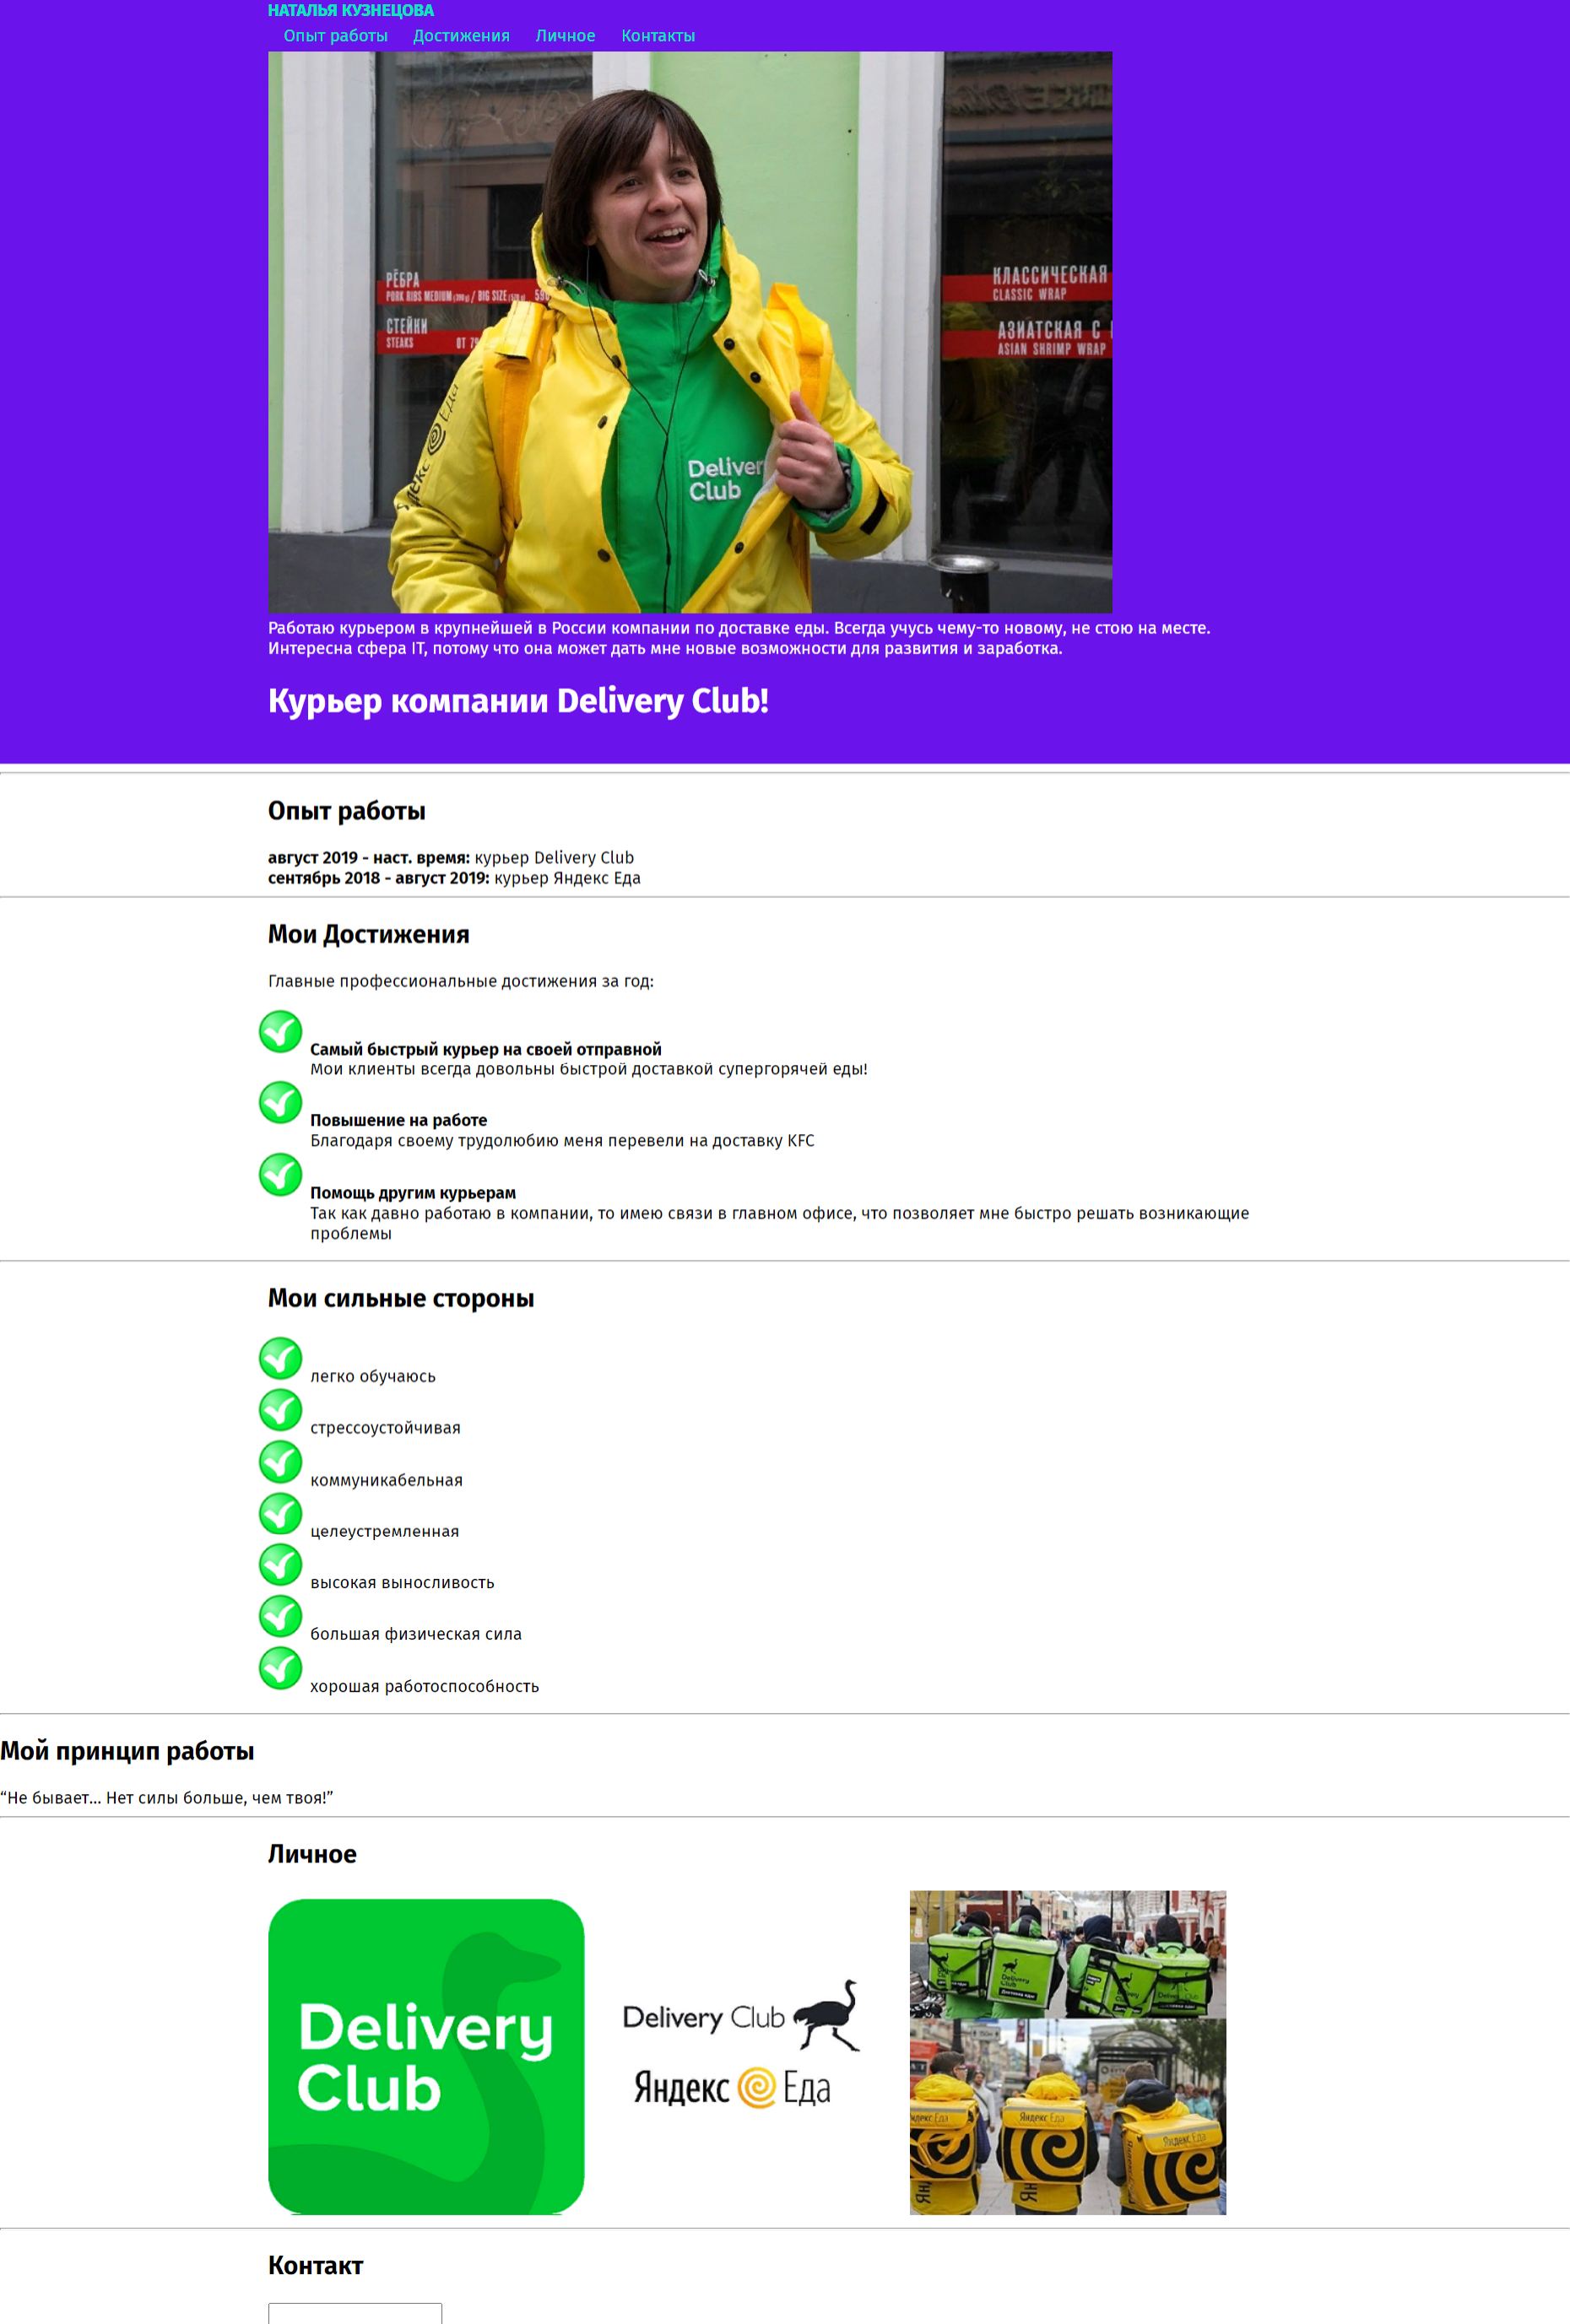 НАТАЛЬЯ КУЗНЕЦОВА
Опыт работы Достижения Личное Контакты
РЁБРА
PORK RIBS MEDIUM / BIG SIZE
СТЕЙКИ
STEAKS ОТ
КЛАССИЧЕСКАЯ
CLASSIC WRAP
АЗИАТСКАЯ С
ASIAN SHRIMP WRAP
Еда
Deliver
Club
Работаю курьером в крупнейшей в России компании по доставке еды. Всегда учусь чему-то новому, не стою на месте.
Интересна сфера IT, потому что она может дать мне новые возможности для развития и заработка.
Курьер компании Delivery Club!
Опыт работы
август 2019 - наст. время: курьер Delivery Club
сентябрь 2018 - август 2019: курьер Яндекс Еда
Мои Достижения
Главные профессиональные достижения за год:
Самый быстрый курьер на своей отправной
Мои клиенты всегда довольны быстрой доставкой супергорячей еды!
Повышение на работе
Благодаря своему трудолюбию меня перевели на доставку KFC
Помощь другим курьерам
Так как давно работаю в компании, то имею связи в главном офисе, что позволяет мне быстро решать возникающие
проблемы
Мои сильные стороны
легко обучаюсь
стрессоустойчивая
коммуникабельная
целеустремленная
высокая выносливость
большая физическая сила
хорошая работоспособность
Мой принцип работы
“Не бывает... Нет силы больше, чем твоя!”
Личное
Delivery
Club
Delivery Club
Яндекс Еда
Delivery
Club
Яндекс Еда
Контакт